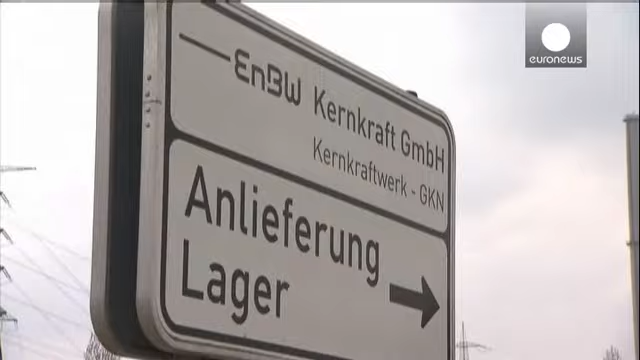 euronews
EnBW Kernkraft GmbH
Kernkraftwerk - GKN
Anlieferung
Lager